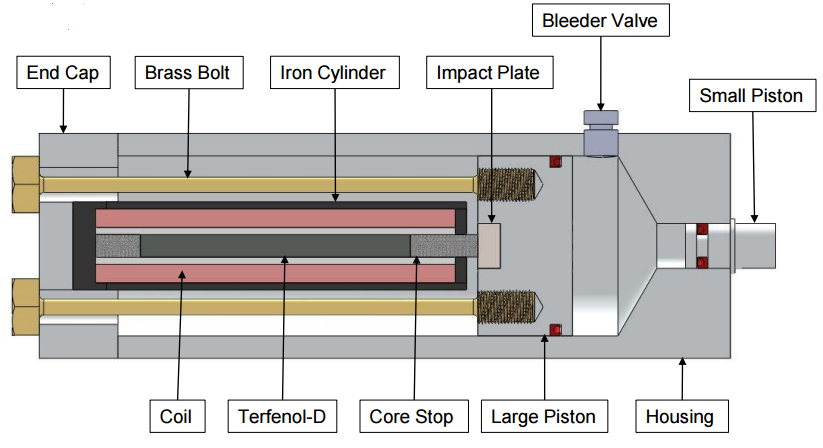 Bleeder Valve
End Cap
Brass Bolt
Iron Cylinder
Impact Plate
Small Piston
Coil
Terfenol-D
Core Stop
Large Piston
Housing